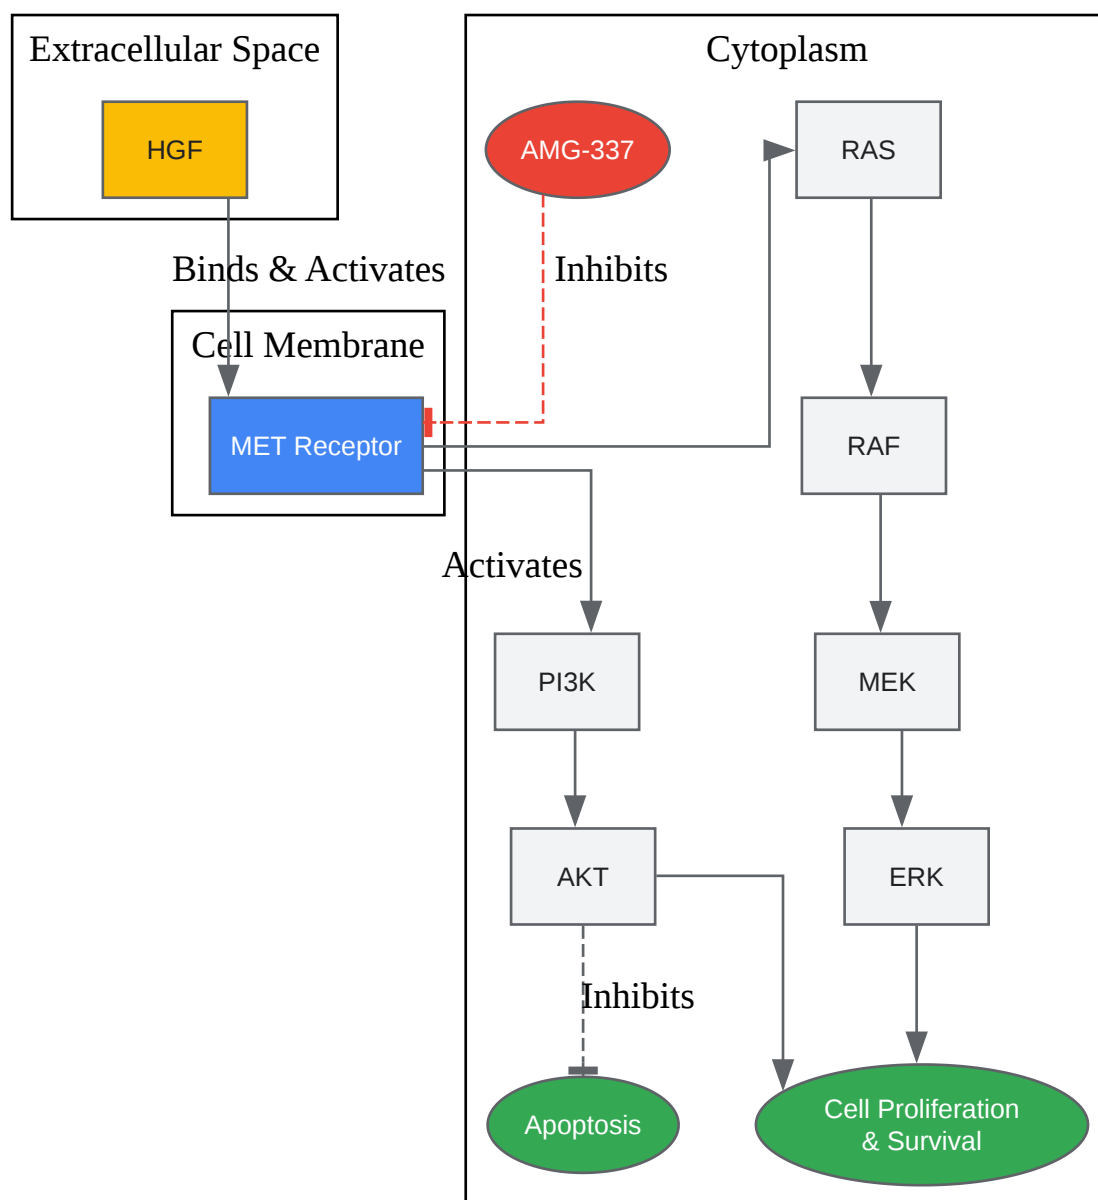 Extracellular Space
Cytoplasm
HGF
AMG-337
RAS
Binds & Activates
Inhibits
Cell Membrane
MET Receptor
RAF
Activates
PI3K
MEK
AKT
ERK
Inhibits
Apoptosis
Cell Proliferation
& Survival